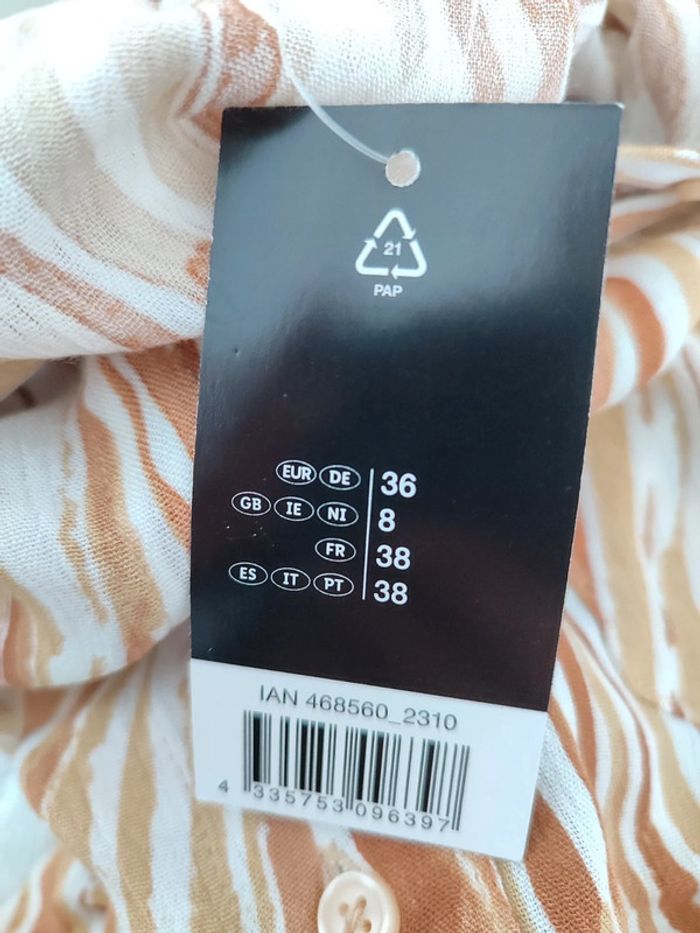 21
PAP
EUR DE 36
GB IE NI 8
FR 38
ES IT PT 38
IAN 468560_2310
4 335753 096397